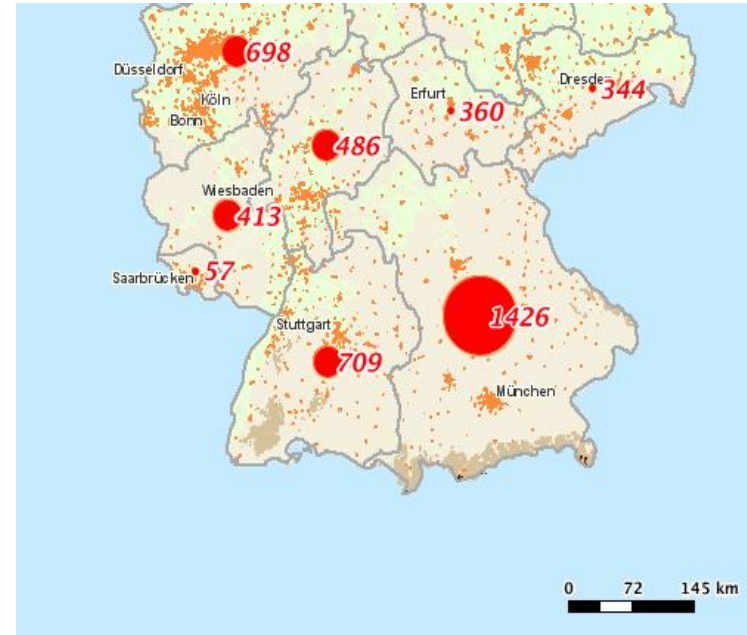 698
Düsseldorf
Köln
Bonn
Erfurt
360
Dresden
344
486
Wiesbaden
413
Saarbrücken
57
Stuttgart
709
1426
München
0 72 145 km